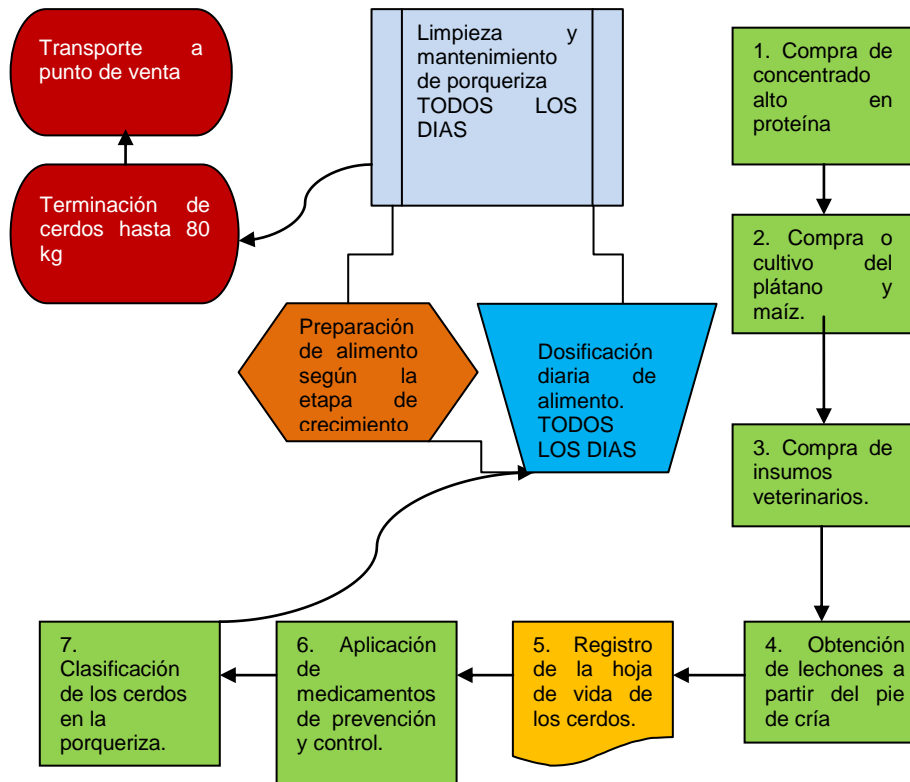 Transporte a
punto de venta
Terminación de
cerdos hasta 80
kg
Limpieza y
mantenimiento
de porqueriza
TODOS LOS
DIAS
Preparación
de alimento
según la
etapa de
crecimiento
Dosificación
diaria de
alimento.
TODOS
LOS DIAS
1. Compra de
concentrado
alto en
proteína
2. Compra o
cultivo del
plátano y
maíz.
3. Compra de
insumos
veterinarios.
4. Obtención
de lechones a
partir del pie
de cría
5. Registro
de la hoja
de vida de
los cerdos.
6. Aplicación
de
medicamentos
de prevención
y control.
7.
Clasificación
de los cerdos
en la
porqueriza.